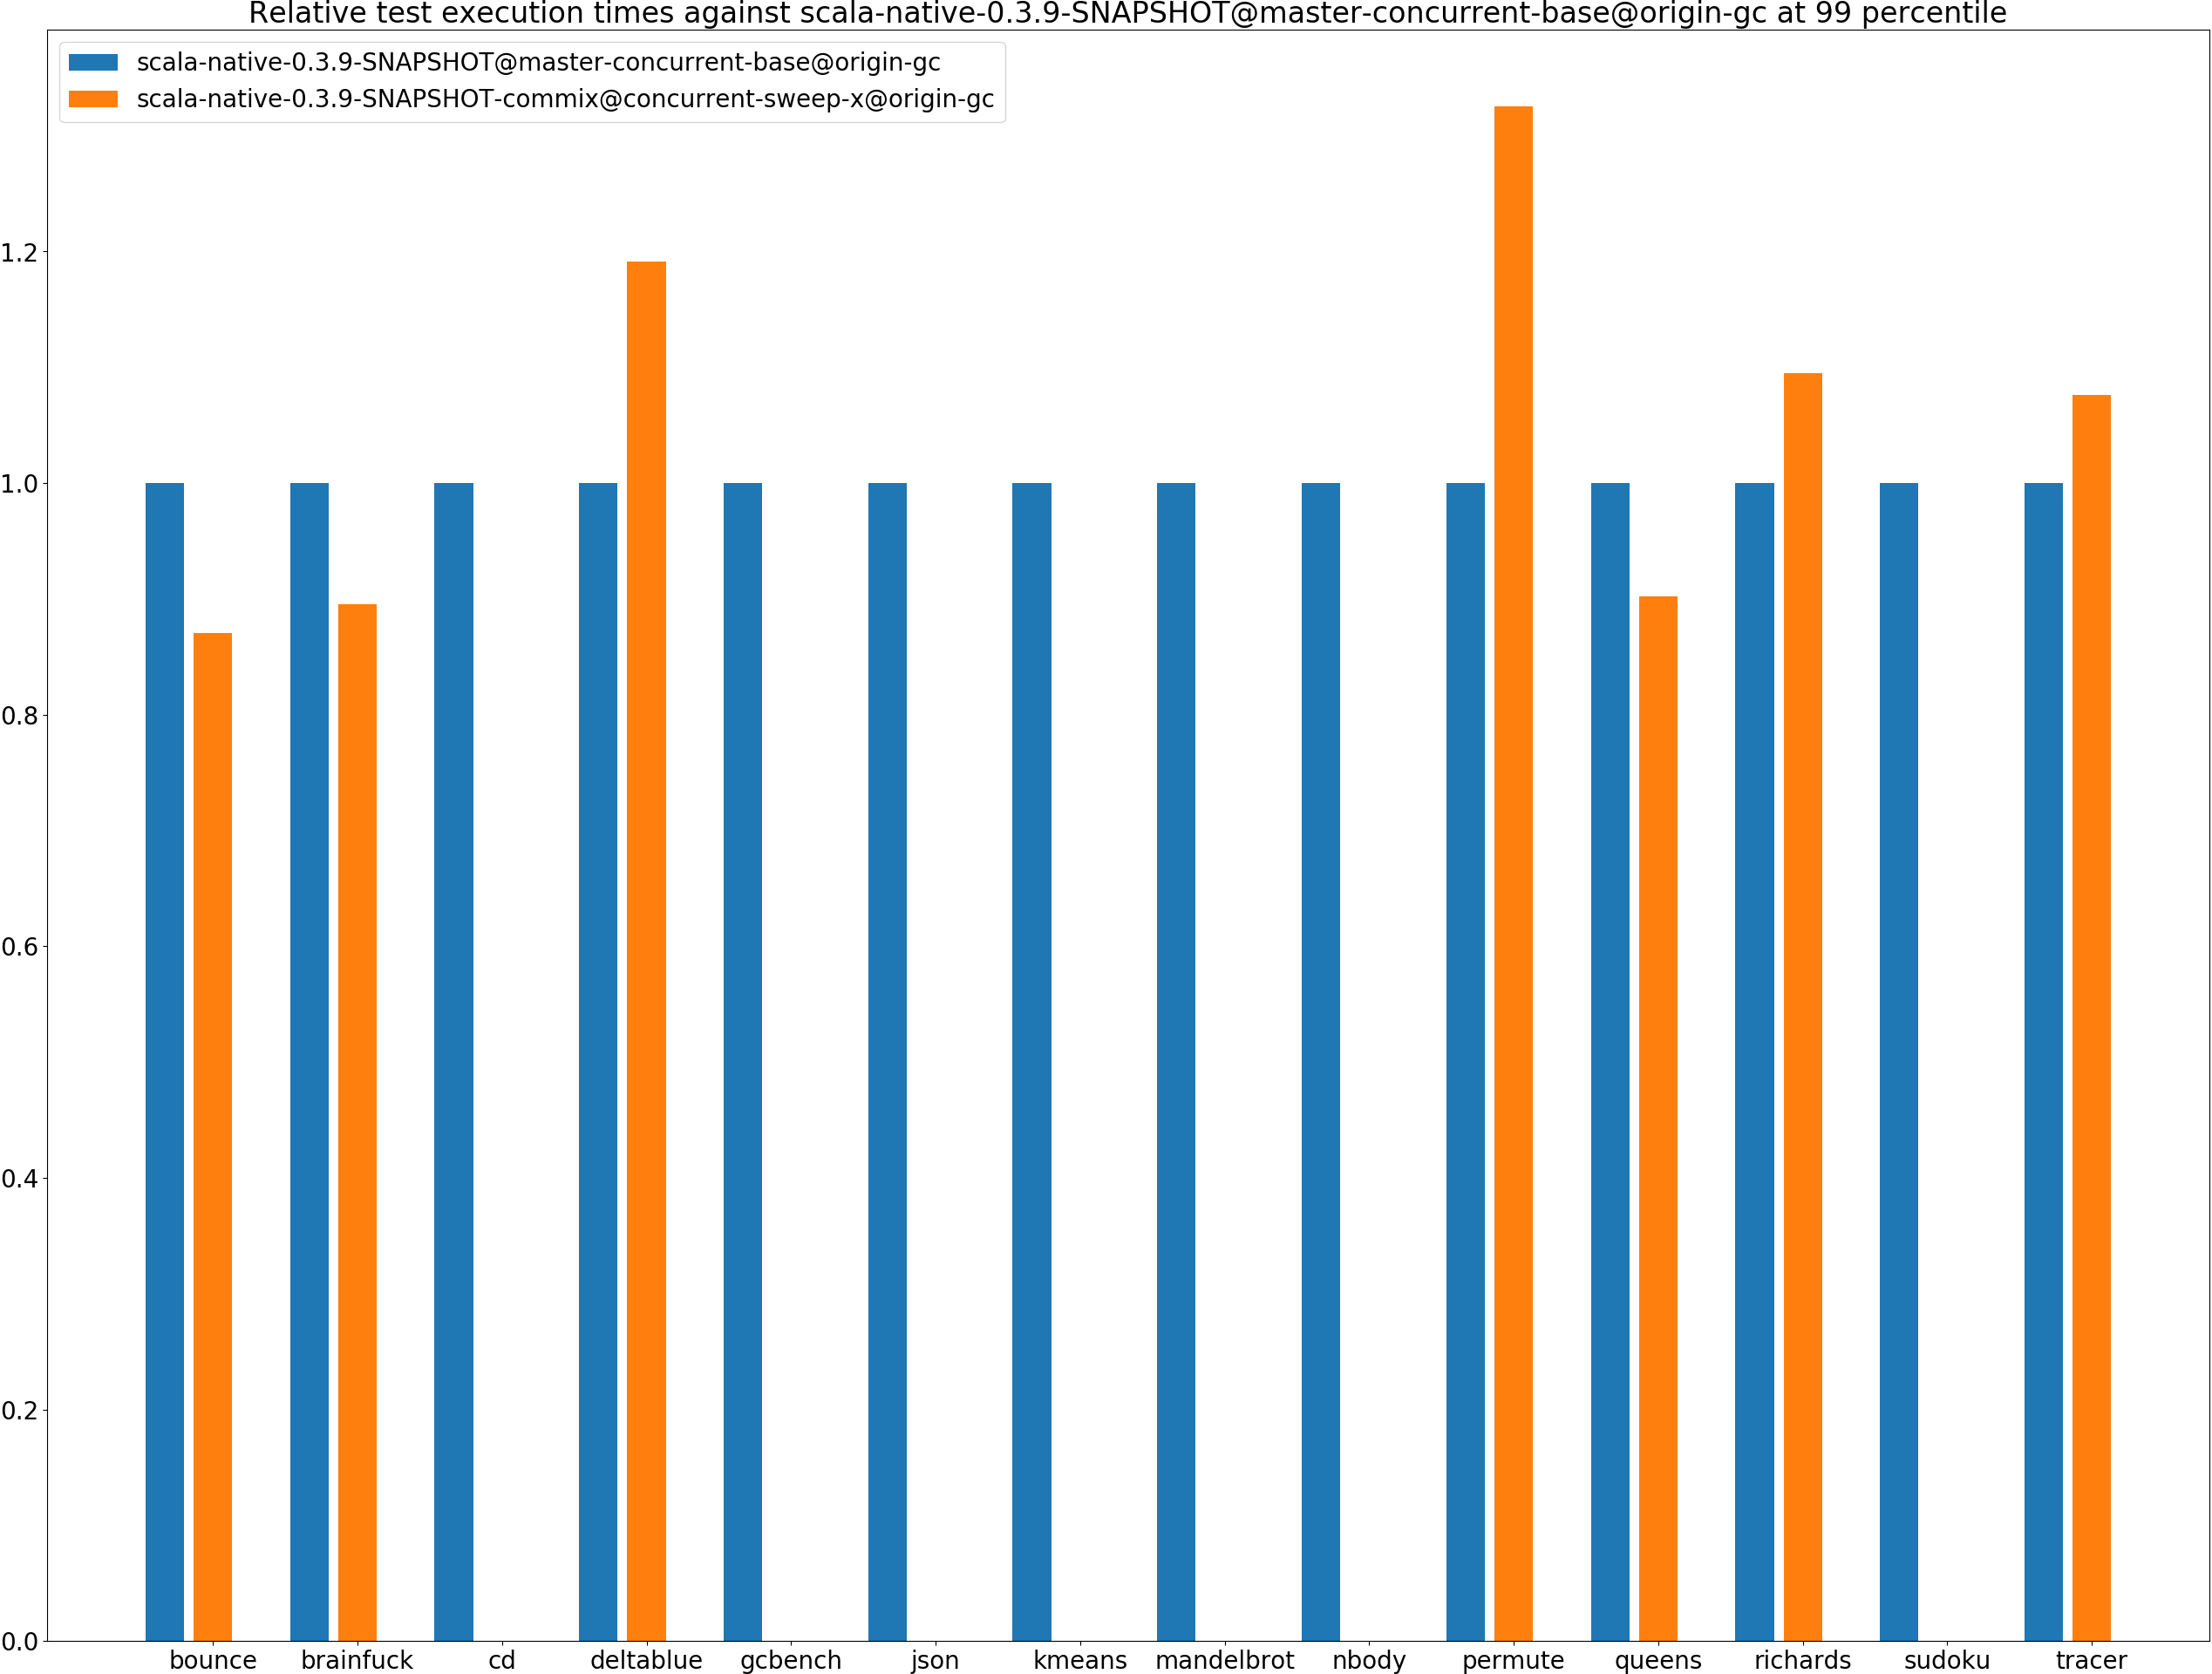 Relative test execution times against scala-native-0.3.9-SNAPSHOT@master-concurrent-base@origin-gc at 99 percentile
scala-native-0.3.9-SNAPSHOT@master-concurrent-base@origin-gc
scala-native-0.3.9-SNAPSHOT-commix@concurrent-sweep-x@origin-gc
1.2
1.0
0.8
0.6
0.4
0.2
0.0
bounce brainfuck cd deltablue gcbench json kmeans mandelbrot nbody permute queens richards sudoku tracer